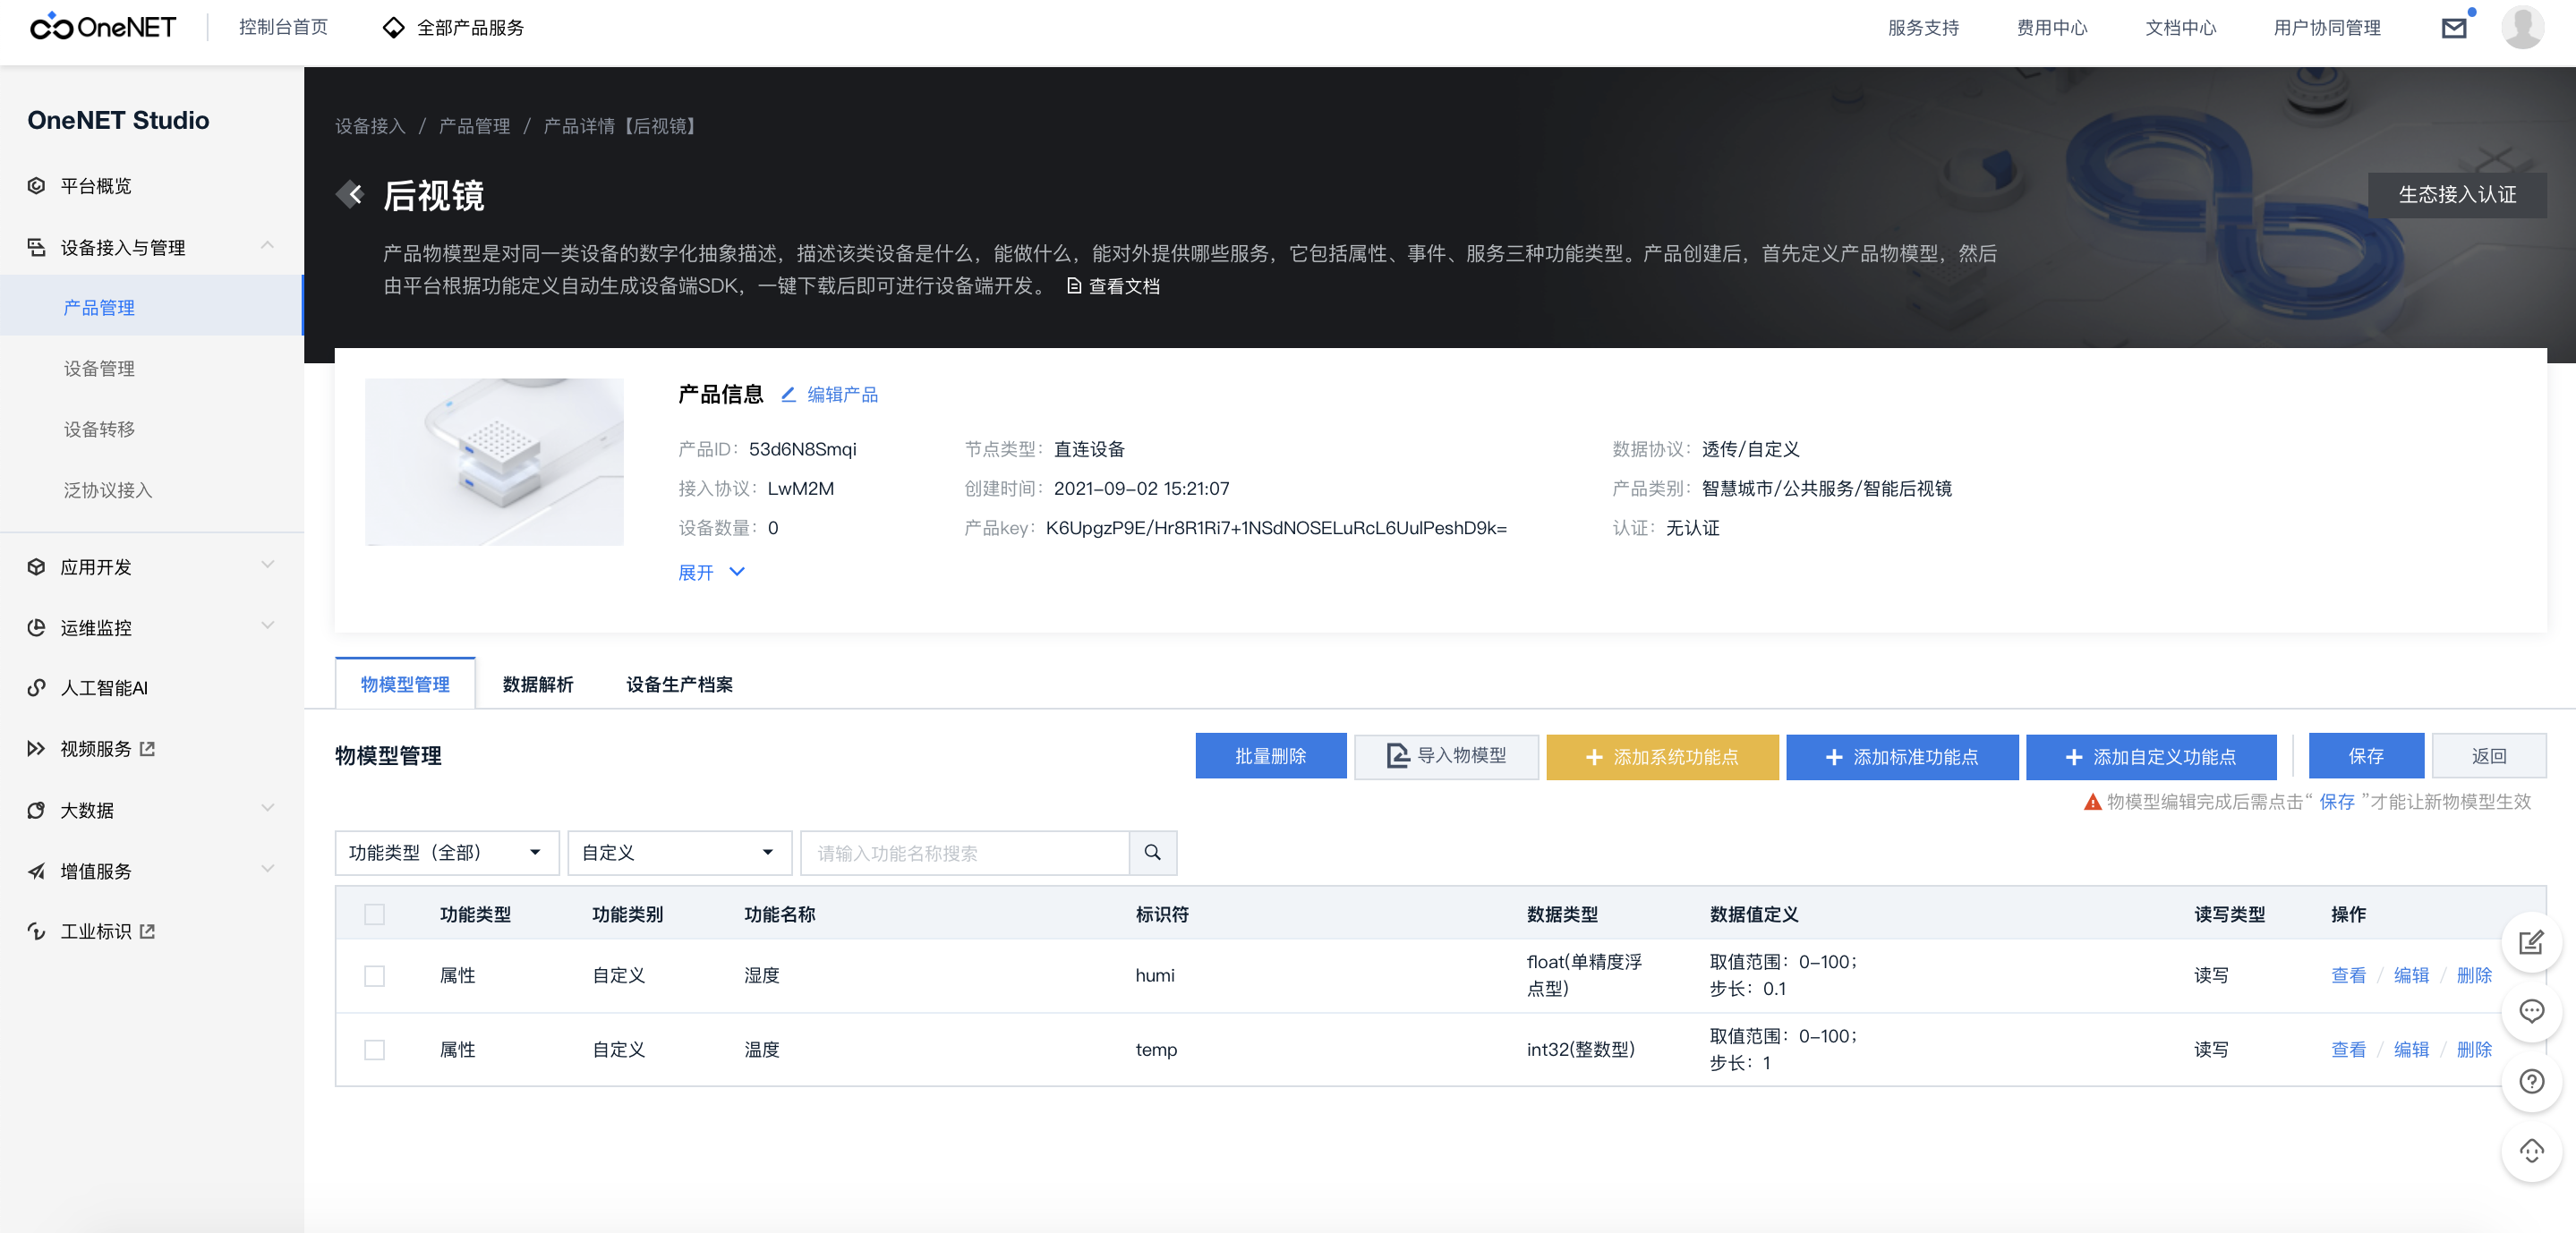 OneNET
控制台首页
全部产品服务
服务支持
费用中心
文档中心
用户协同管理
OneNET Studio
平台概览
设备接入与管理
产品管理
设备管理
设备转移
泛协议接入
应用开发
运维监控
人工智能AI
视频服务
大数据
增值服务
工业标识
设备接入 / 产品管理 / 产品详情【后视镜】
后视镜
生态接入认证
产品物模型是对同一类设备的数字化抽象描述，描述该类设备是什么，能做什么，能对外提供哪些服务，它包括属性、事件、服务三种功能类型。产品创建后，首先定义产品物模型，然后
由平台根据功能定义自动生成设备端SDK，一键下载后即可进行设备端开发。 查看文档
产品信息 编辑产品
产品ID：53d6N8Smqi
节点类型：直连设备
数据协议：透传/自定义
接入协议：LwM2M
创建时间：2021-09-02 15:21:07
产品类别：智慧城市/公共服务/智能后视镜
设备数量：0
产品key：K6UpgzP9E/Hr8R1Ri7+1NSdNOSELuRcL6UulPeshD9k=
认证：无认证
展开
物模型管理
数据解析
设备生产档案
物模型管理
批量删除
导入物模型
添加系统功能点
添加标准功能点
添加自定义功能点
保存
返回
物模型编辑完成后需点击“ 保存 ”才能让新物模型生效
功能类型（全部）
自定义
请输入功能名称搜索
功能类型 功能类别 功能名称 标识符 数据类型 数据值定义 读写类型 操作
属性 自定义 湿度 humi float(单精度浮点型) 取值范围：0-100； 步长：0.1 读写 查看 / 编辑 / 删除
属性 自定义 温度 temp int32(整数型) 取值范围：0-100； 步长：1 读写 查看 / 编辑 / 删除